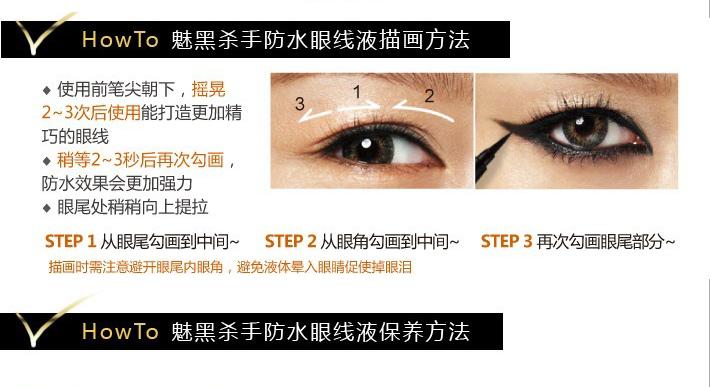 HowTo 魅黑杀手防水眼线液描画方法
◆ 使用前笔尖朝下，摇晃
2~3次后使用能打造更加精
巧的眼线
◆ 稍等2~3秒后再次勾画，
防水效果会更加强力
◆ 眼尾处稍稍向上提拉
3 1 2
STEP 1 从眼尾勾画到中间~ STEP 2 从眼角勾画到中间~ STEP 3 再次勾画眼尾部分~
描画时需注意避开眼尾内眼角，避免液体晕入眼睛促使掉眼泪
HowTo 魅黑杀手防水眼线液保养方法